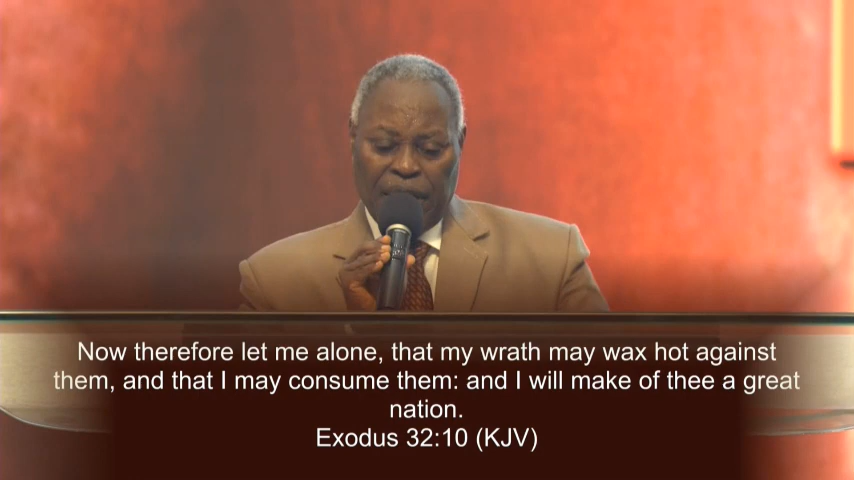 Now therefore let me alone, that my wrath may wax hot against
them, and that I may consume them: and I will make of thee a great
nation.
Exodus 32:10 (KJV)